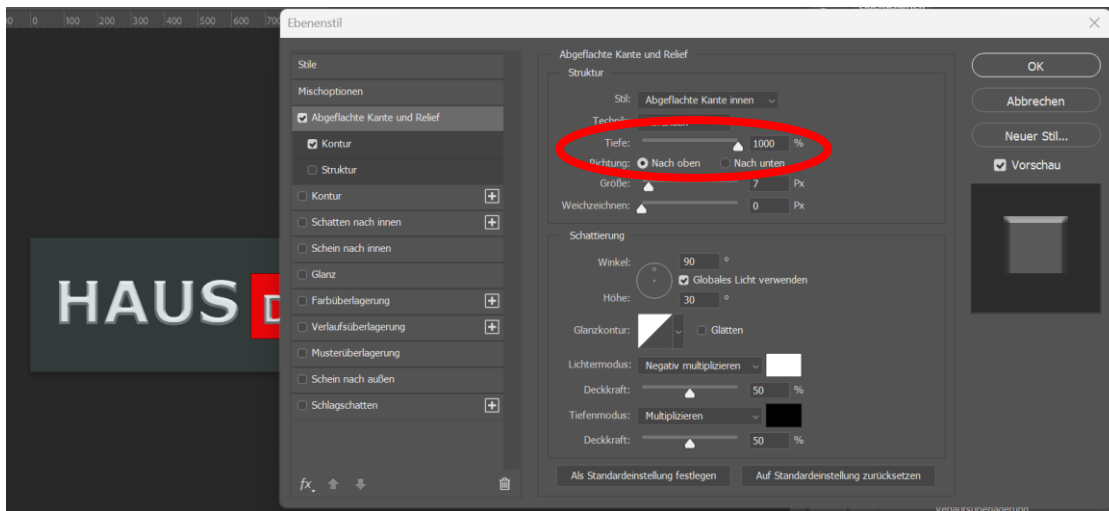 0 100 200 300 400 500 600 700
Ebenenstil
Stile
Mischoptionen
Abgeflachte Kante und Relief
Kontur
Struktur
Kontur
Schatten nach innen
Schein nach innen
Glanz
Farbüberlagerung
Verlaufsüberlagerung
Musterüberlagerung
Schein nach außen
Schlagschatten
fx
Abgeflachte Kante und Relief
Struktur
Stil: Abgeflachte Kante innen
Technik:
Tiefe: 1000 %
Richtung: Nach oben Nach unten
Größe: 7 Px
Weichzeichnen: 0 Px
Schattierung
Winkel: 90 °
Globales Licht verwenden
Höhe: 30 °
Glanzkontur: Glätten
Lichtermodus: Negativ multiplizieren
Deckkraft: 50 %
Tiefenmodus: Multiplizieren
Deckkraft: 50 %
Als Standardeinstellung festlegen Auf Standardeinstellung zurücksetzen
OK
Abbrechen
Neuer Stil...
Vorschau
HAUS D